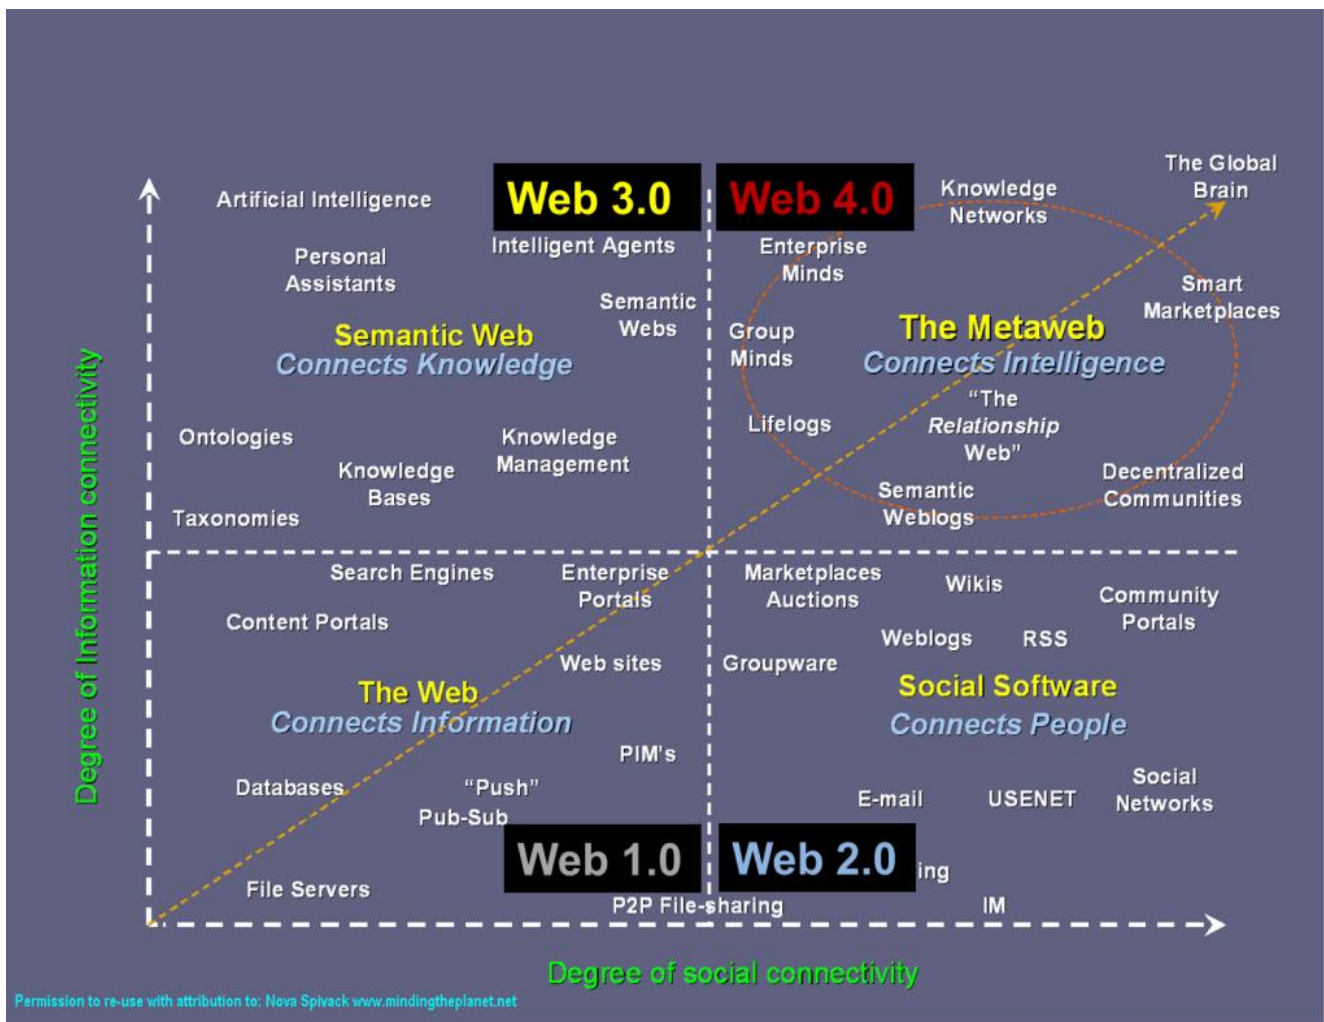 The Global
Brain
Artificial Intelligence
Web 3.0
Web 4.0
Knowledge
Networks
Intelligent Agents
Enterprise
Minds
Personal
Assistants
Semantic
Webs
Smart
Marketplaces
Semantic Web
Connects Knowledge
Group
Minds
The Metaweb
Connects Intelligence
“The
Relationship
Web”
Lifelogs
Ontologies
Knowledge
Management
Knowledge
Bases
Semantic
Weblogs
Decentralized
Communities
Taxonomies
Degree of Information connectivity
Search Engines
Enterprise
Portals
Marketplaces
Auctions
Wikis
Community
Portals
Content Portals
Weblogs
RSS
Web sites
Groupware
The Web
Connects Information
Social Software
Connects People
PIM's
Databases
“Push”
Pub-Sub
E-mail
USENET
Social
Networks
Web 1.0
Web 2.0
ing
File Servers
P2P File-sharing
IM
Degree of social connectivity
Permission to re-use with attribution to: Nova Spivack www.mindingtheplanet.net